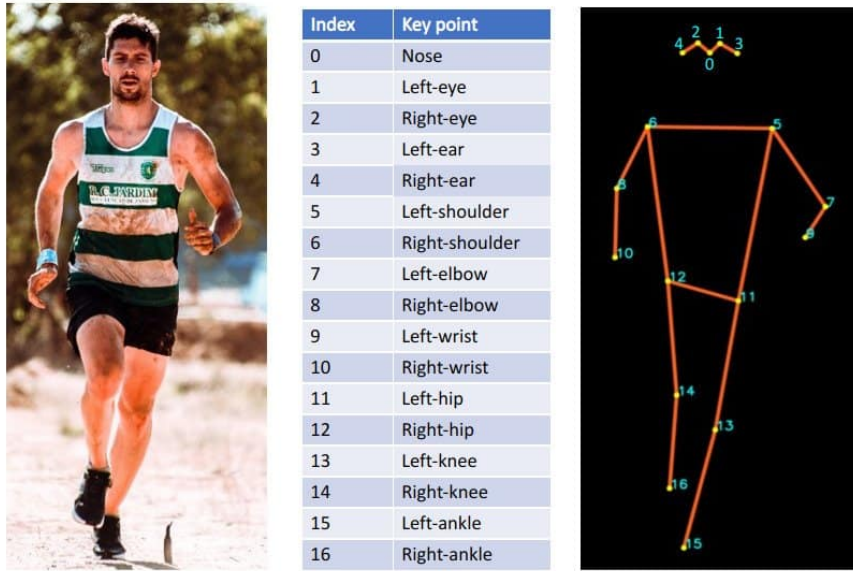 R.C. JARDIM
Index Key point
0 Nose
1 Left-eye
2 Right-eye
3 Left-ear
4 Right-ear
5 Left-shoulder
6 Right-shoulder
7 Left-elbow
8 Right-elbow
9 Left-wrist
10 Right-wrist
11 Left-hip
12 Right-hip
13 Left-knee
14 Right-knee
15 Left-ankle
16 Right-ankle
2 1
4 3
0
6 5
8
7
9
10
12
11
14
13
16
15